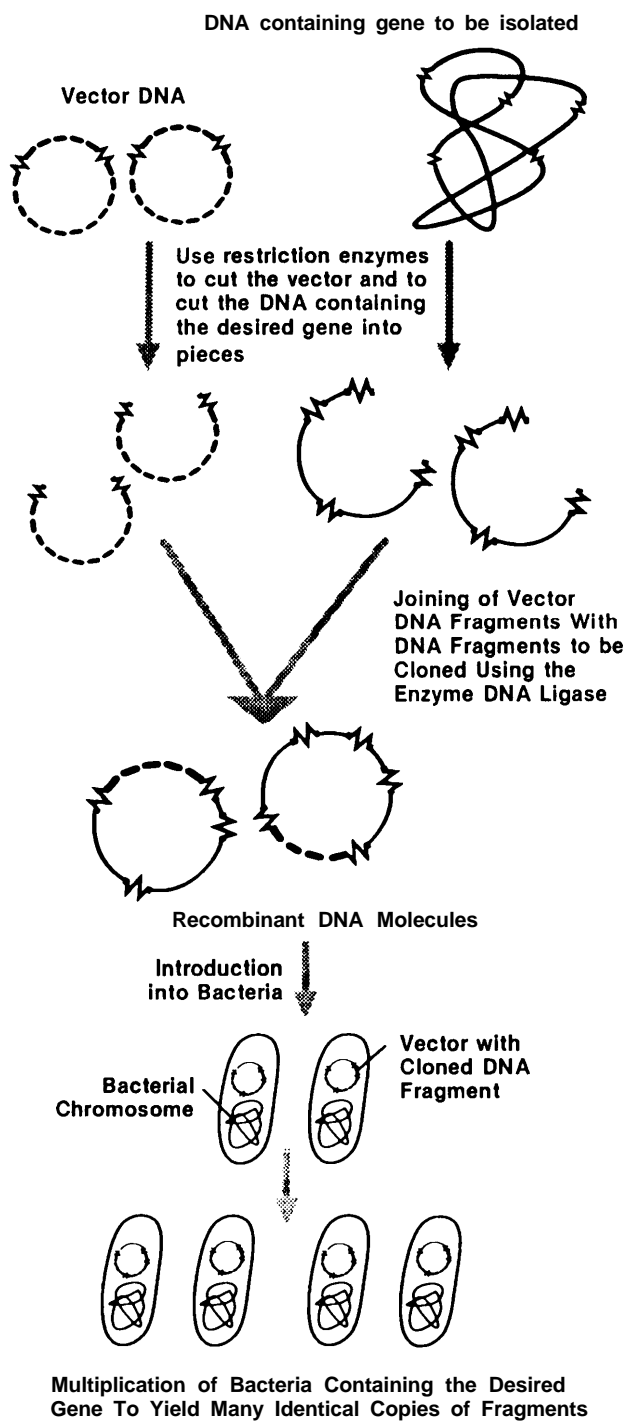 DNA containing gene to be isolated
Vector DNA
Use restriction enzymes
to cut the vector and to
cut the DNA containing
the desired gene into
pieces
Joining of Vector
DNA Fragments With
DNA Fragments to be
Cloned Using the
Enzyme DNA Ligase
Recombinant DNA Molecules
Introduction
into Bacteria
Vector with
Cloned DNA
Fragment
Bacterial
Chromosome
Multiplication of Bacteria Containing the Desired
Gene To Yield Many Identical Copies of Fragments